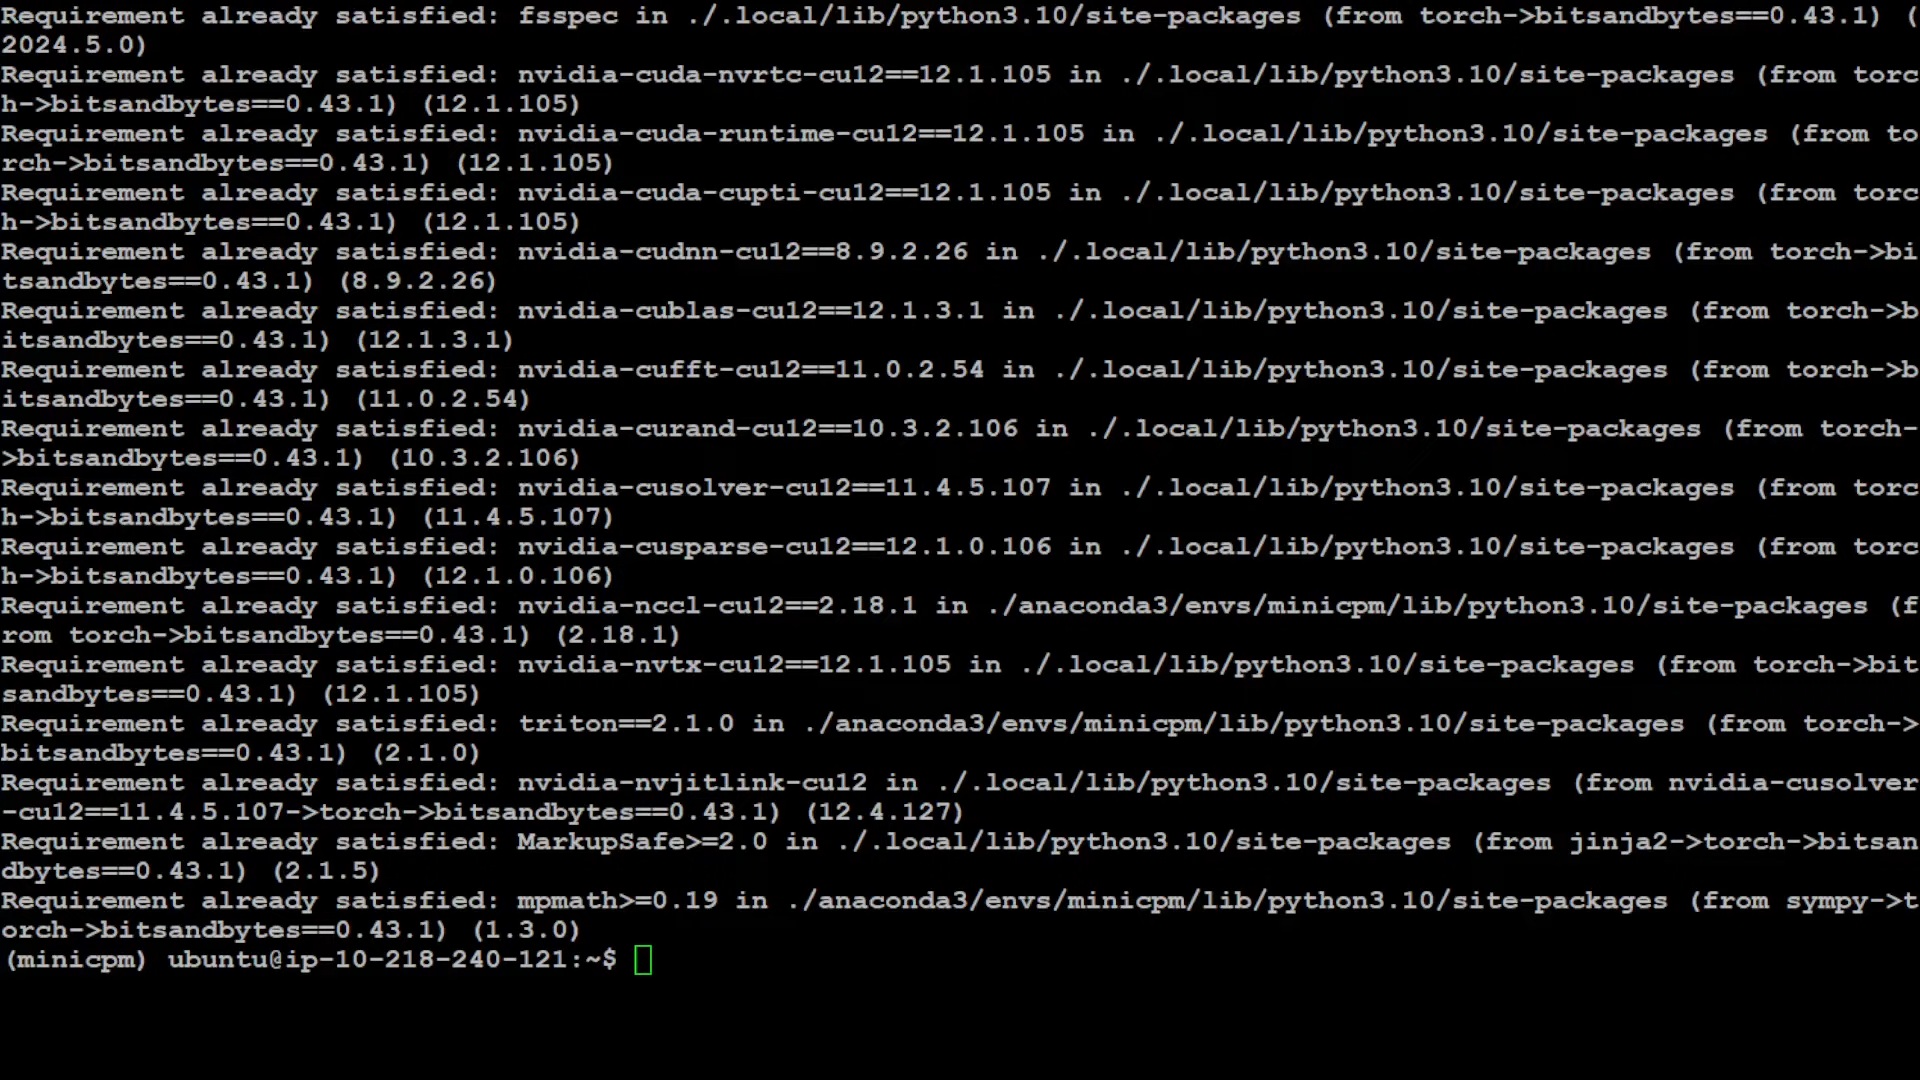 Requirement already satisfied: fsspec in ./.local/lib/python3.10/site-packages (from torch->bitsandbytes==0.43.1) (
2024.5.0)
Requirement already satisfied: nvidia-cuda-nvrtc-cu12==12.1.105 in ./.local/lib/python3.10/site-packages (from torc
h->bitsandbytes==0.43.1) (12.1.105)
Requirement already satisfied: nvidia-cuda-runtime-cu12==12.1.105 in ./.local/lib/python3.10/site-packages (from to
rch->bitsandbytes==0.43.1) (12.1.105)
Requirement already satisfied: nvidia-cuda-cupti-cu12==12.1.105 in ./.local/lib/python3.10/site-packages (from torc
h->bitsandbytes==0.43.1) (12.1.105)
Requirement already satisfied: nvidia-cudnn-cu12==8.9.2.26 in ./.local/lib/python3.10/site-packages (from torch->bi
tsandbytes==0.43.1) (8.9.2.26)
Requirement already satisfied: nvidia-cublas-cu12==12.1.3.1 in ./.local/lib/python3.10/site-packages (from torch->b
itsandbytes==0.43.1) (12.1.3.1)
Requirement already satisfied: nvidia-cufft-cu12==11.0.2.54 in ./.local/lib/python3.10/site-packages (from torch->b
itsandbytes==0.43.1) (11.0.2.54)
Requirement already satisfied: nvidia-curand-cu12==10.3.2.106 in ./.local/lib/python3.10/site-packages (from torch-
>bitsandbytes==0.43.1) (10.3.2.106)
Requirement already satisfied: nvidia-cusolver-cu12==11.4.5.107 in ./.local/lib/python3.10/site-packages (from torc
h->bitsandbytes==0.43.1) (11.4.5.107)
Requirement already satisfied: nvidia-cusparse-cu12==12.1.0.106 in ./.local/lib/python3.10/site-packages (from torc
h->bitsandbytes==0.43.1) (12.1.0.106)
Requirement already satisfied: nvidia-nccl-cu12==2.18.1 in ./anaconda3/envs/minicpm/lib/python3.10/site-packages (f
rom torch->bitsandbytes==0.43.1) (2.18.1)
Requirement already satisfied: nvidia-nvtx-cu12==12.1.105 in ./.local/lib/python3.10/site-packages (from torch->bit
sandbytes==0.43.1) (12.1.105)
Requirement already satisfied: triton==2.1.0 in ./anaconda3/envs/minicpm/lib/python3.10/site-packages (from torch->
bitsandbytes==0.43.1) (2.1.0)
Requirement already satisfied: nvidia-nvjitlink-cu12 in ./.local/lib/python3.10/site-packages (from nvidia-cusolver
-cu12==11.4.5.107->torch->bitsandbytes==0.43.1) (12.4.127)
Requirement already satisfied: MarkupSafe>=2.0 in ./.local/lib/python3.10/site-packages (from jinja2->torch->bitsan
dbytes==0.43.1) (2.1.5)
Requirement already satisfied: mpmath>=0.19 in ./anaconda3/envs/minicpm/lib/python3.10/site-packages (from sympy->t
orch->bitsandbytes==0.43.1) (1.3.0)
(minicpm) ubuntu@ip-10-218-240-121:~$